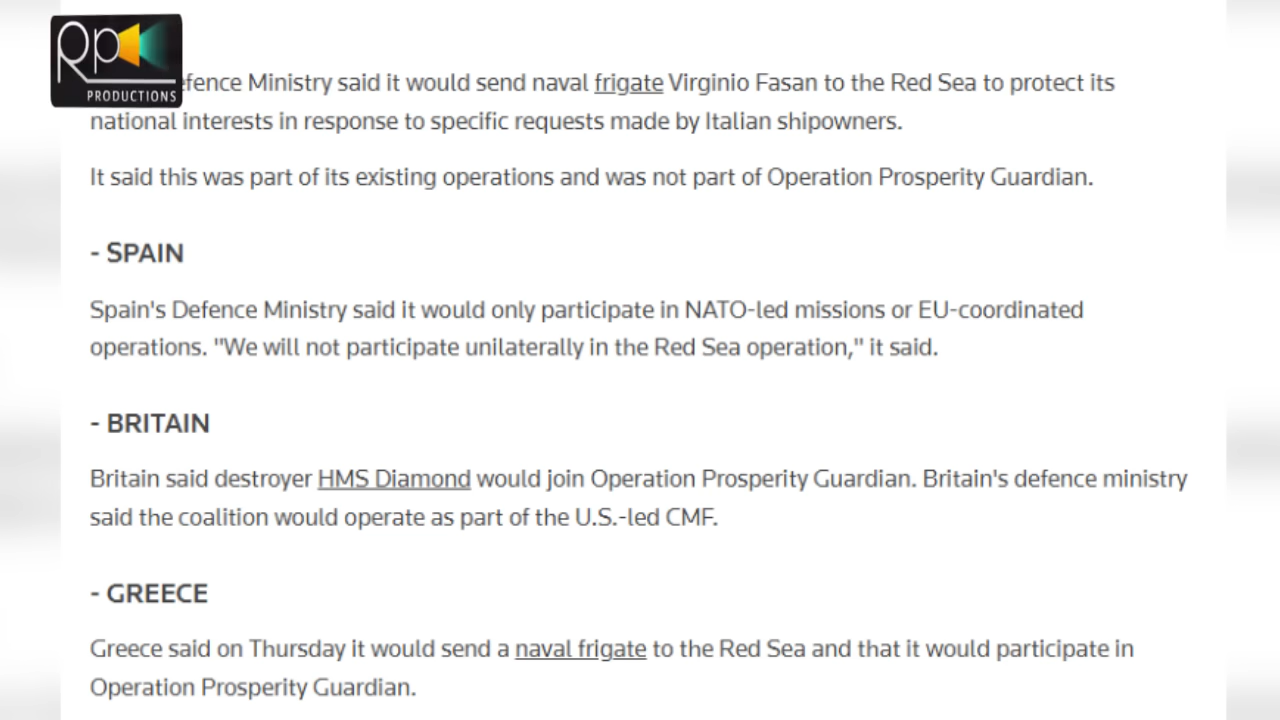 Rp
PRODUCTIONS
efence Ministry said it would send naval frigate Virginio Fasan to the Red Sea to protect its
national interests in response to specific requests made by Italian shipowners.
It said this was part of its existing operations and was not part of Operation Prosperity Guardian.
- SPAIN
Spain's Defence Ministry said it would only participate in NATO-led missions or EU-coordinated
operations. "We will not participate unilaterally in the Red Sea operation," it said.
- BRITAIN
Britain said destroyer HMS Diamond would join Operation Prosperity Guardian. Britain's defence ministry
said the coalition would operate as part of the U.S.-led CMF.
- GREECE
Greece said on Thursday it would send a naval frigate to the Red Sea and that it would participate in
Operation Prosperity Guardian.